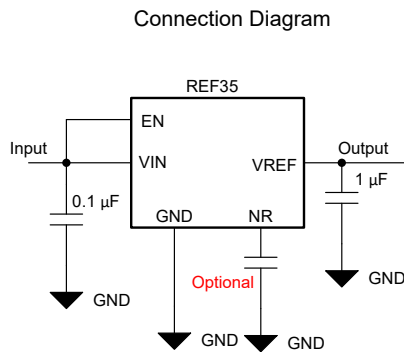 Connection Diagram
REF35
EN
Input
VIN
VREF
Output
0.1 µF
1 µF
GND
NR
Optional
GND
GND
GND
GND